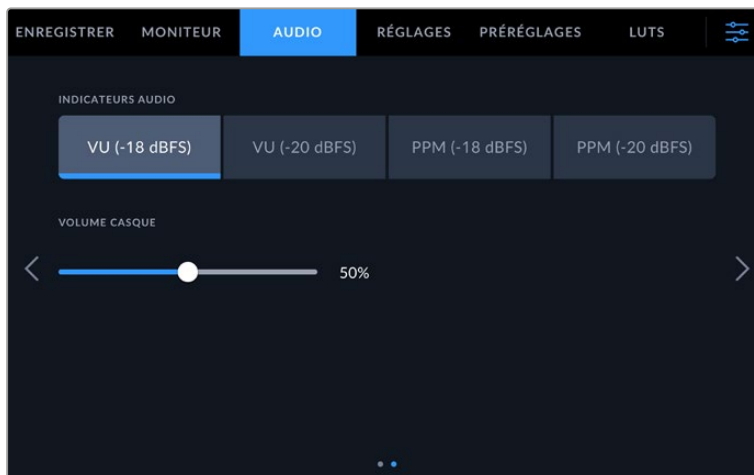 ENREGISTRER MONITEUR AUDIO RÉGLAGES PRÉRÉGLAGES LUTS
INDICATEURS AUDIO
VU (-18 dBFS) VU (-20 dBFS) PPM (-18 dBFS) PPM (-20 dBFS)
VOLUME CASQUE
50%